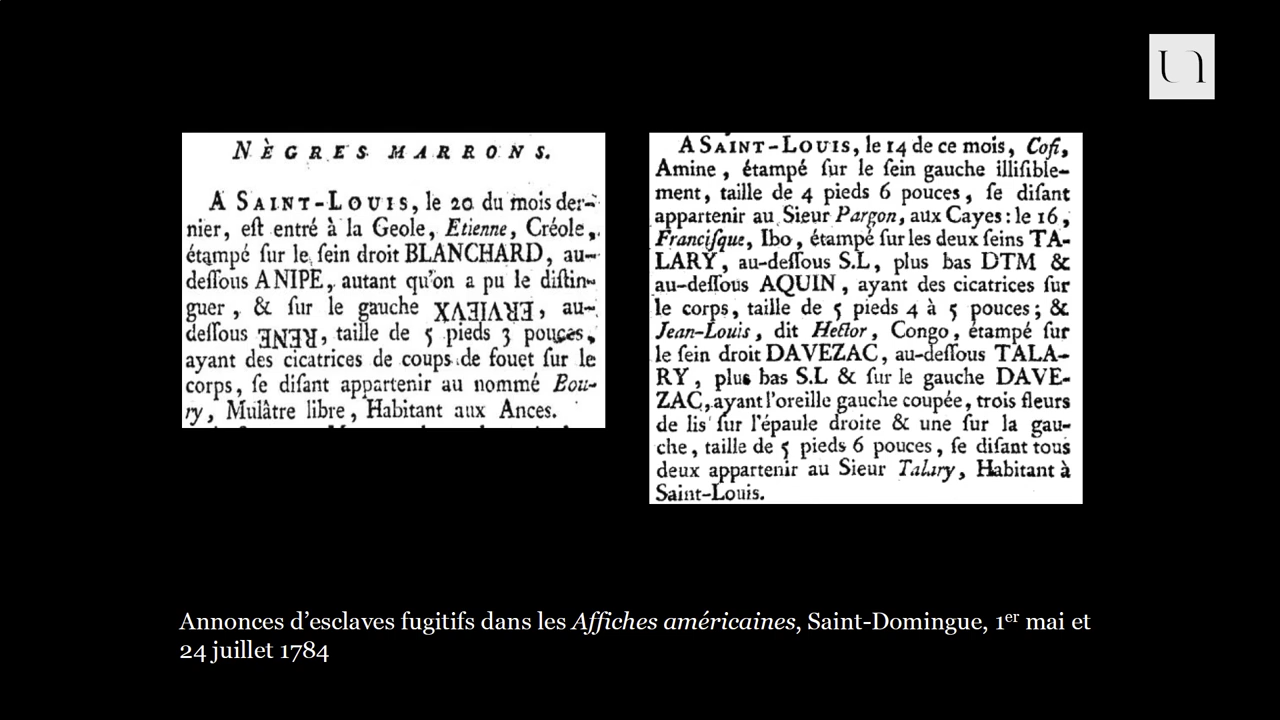 NÈGRES MARRONS.
A SAINT-LOUIS, le 20 du mois der-
nier, eſt entré à la Geole, Etienne, Créole,
étampé ſur le ſein droit BLANCHARD, au-
deſſous ANIPE, autant qu'on a pu le diſtin-
guer, & ſur le gauche ERVIEVX, au-
deſſous RENE, taille de 5 pieds 3 pouces,
ayant des cicatrices de coups de fouet ſur le
corps, ſe diſant appartenir au nommé Bou-
ry, Mulâtre libre, Habitant aux Ances.
A SAINT-LOUIS, le 14 de ce mois, Coſi,
Amine, étampé ſur le ſein gauche illiſible-
ment, taille de 4 pieds 6 pouces, ſe diſant
appartenir au Sieur Pargon, aux Cayes: le 16,
Franciſque, Ibo, étampé ſur les deux ſeins TA-
LARY, au-deſſous S.L, plus bas DTM &
au-deſſous AQUIN, ayant des cicatrices ſur
le corps, taille de 5 pieds 4 à 5 pouces; &
Jean-Louis, dit Hector, Congo, étampé ſur
le ſein droit DAVEZAC, au-deſſous TALA-
RY, plus bas S.L & ſur le gauche DAVE-
ZAC, ayant l'oreille gauche coupée, trois fleurs
de lis ſur l'épaule droite & une ſur la gau-
che, taille de 5 pieds 6 pouces, ſe diſant tous
deux appartenir au Sieur Talary, Habitant à
Saint-Louis.
Annonces d’esclaves fugitifs dans les Affiches américaines, Saint-Domingue, 1er mai et
24 juillet 1784